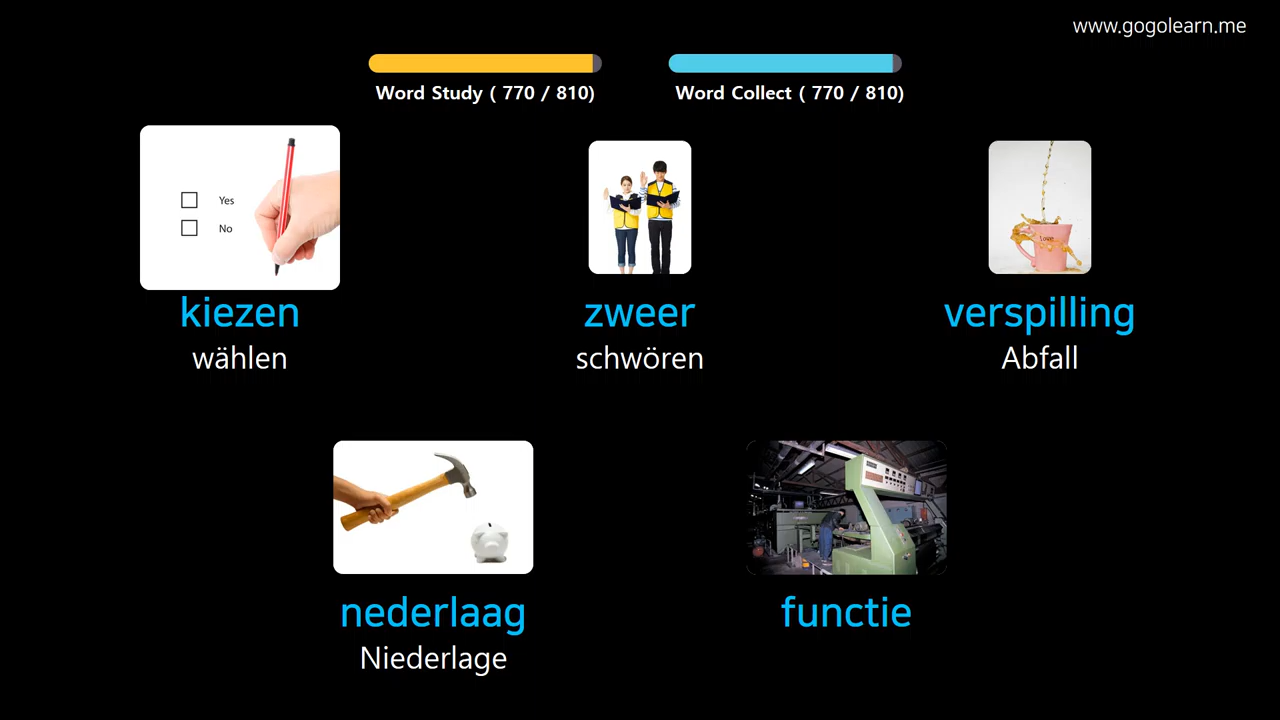 www.gogolearn.me
Word Study ( 770 / 810)
Word Collect ( 770 / 810)
Yes
No
Love
kiezen
zweer
verspilling
wählen
schwören
Abfall
nederlaag
functie
Niederlage